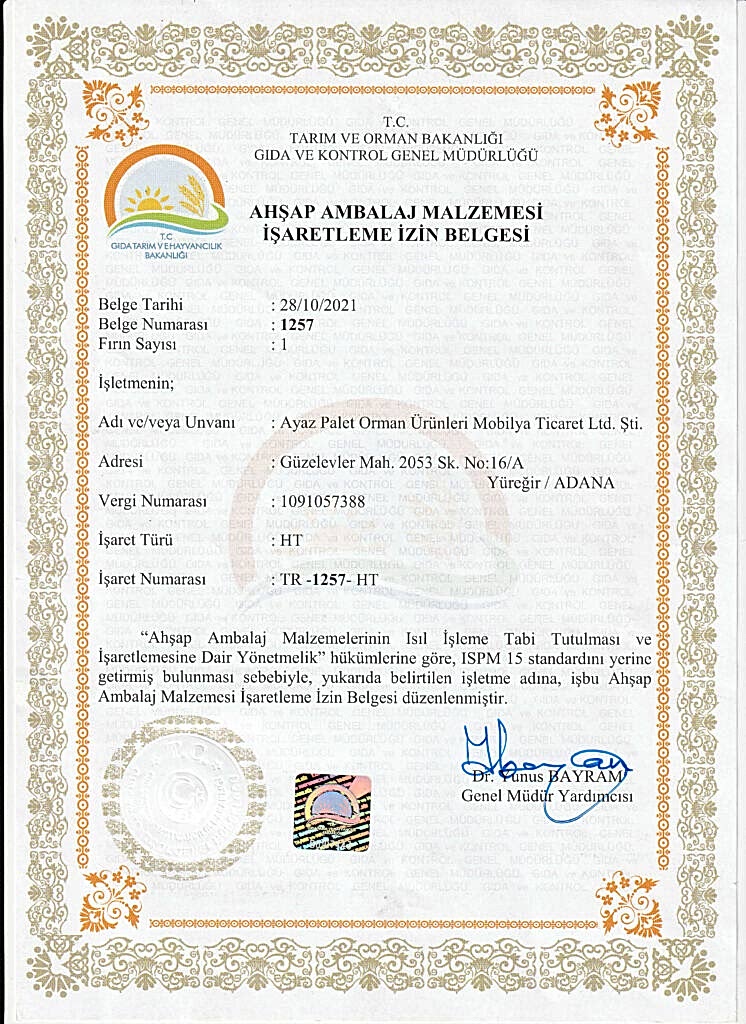 T.C.
TARIM VE ORMAN BAKANLIĞI
GIDA VE KONTROL GENEL MÜDÜRLÜĞÜ
T.C
GIDA TARIM VE HAYVANCILIK
BAKANLIĞI
AHŞAP AMBALAJ MALZEMESİ
İŞARETLEME İZİN BELGESİ
Belge Tarihi : 28/10/2021
Belge Numarası : 1257
Fırın Sayısı : 1
İşletmenin;
Adı ve/veya Unvanı : Ayaz Palet Orman Ürünleri Mobilya Ticaret Ltd. Şti.
Adresi : Güzelevler Mah. 2053 Sk. No:16/A
Yüreğir / ADANA
Vergi Numarası : 1091057388
İşaret Türü : HT
İşaret Numarası : TR -1257- HT
“Ahşap Ambalaj Malzemelerinin Isıl İşleme Tabi Tutulması ve
İşaretlemesine Dair Yönetmelik” hükümlerine göre, ISPM 15 standardını yerine
getirmiş bulunması sebebiyle, yukarıda belirtilen işletme adına, işbu Ahşap
Ambalaj Malzemesi İşaretleme İzin Belgesi düzenlenmiştir.
Dr. Yunus BAYRAM
Genel Müdür Yardımcısı